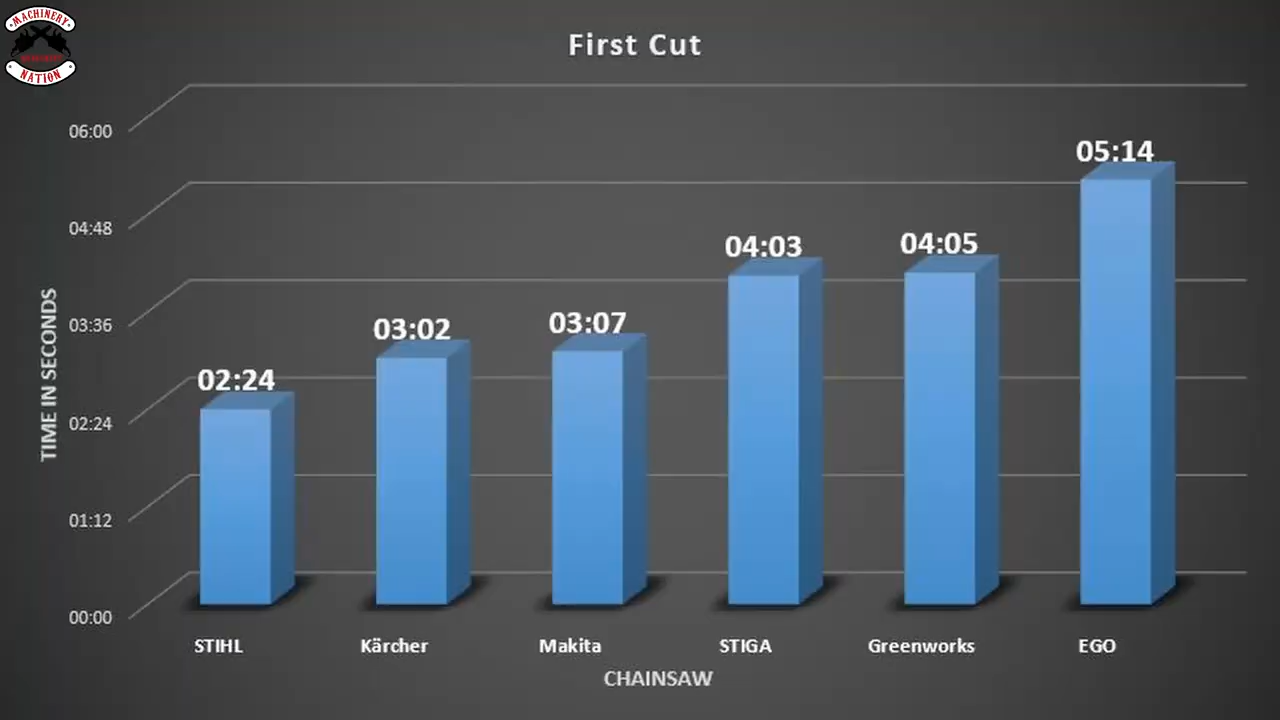 MACHINERY
NATION
First Cut
06:00
04:48
03:36
02:24
01:12
00:00
TIME IN SECONDS
02:24
03:02
03:07
04:03
04:05
05:14
STIHL
Kärcher
Makita
STIGA
Greenworks
EGO
CHAINSAW